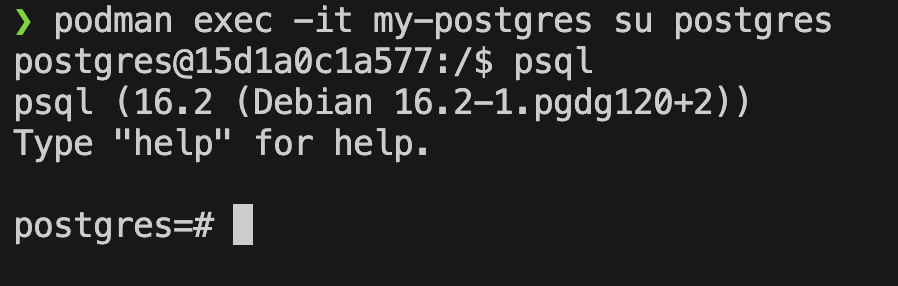 ❯ podman exec -it my-postgres su postgres
postgres@15d1a0c1a577:/$ psql
psql (16.2 (Debian 16.2-1.pgdg120+2))
Type "help" for help.
postgres=#